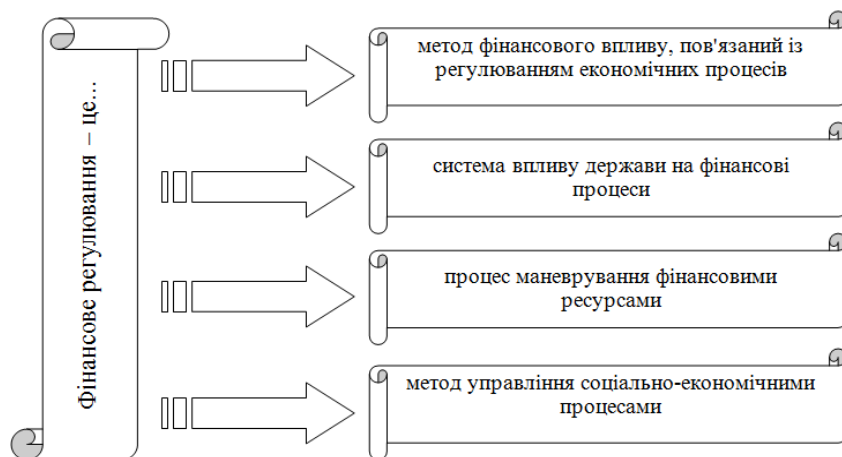 Фінансове регулювання – це...
метод фінансового впливу, пов'язаний із
регулюванням економічних процесів
система впливу держави на фінансові
процеси
процес маневрування фінансовими
ресурсами
метод управління соціально-економічними
процесами